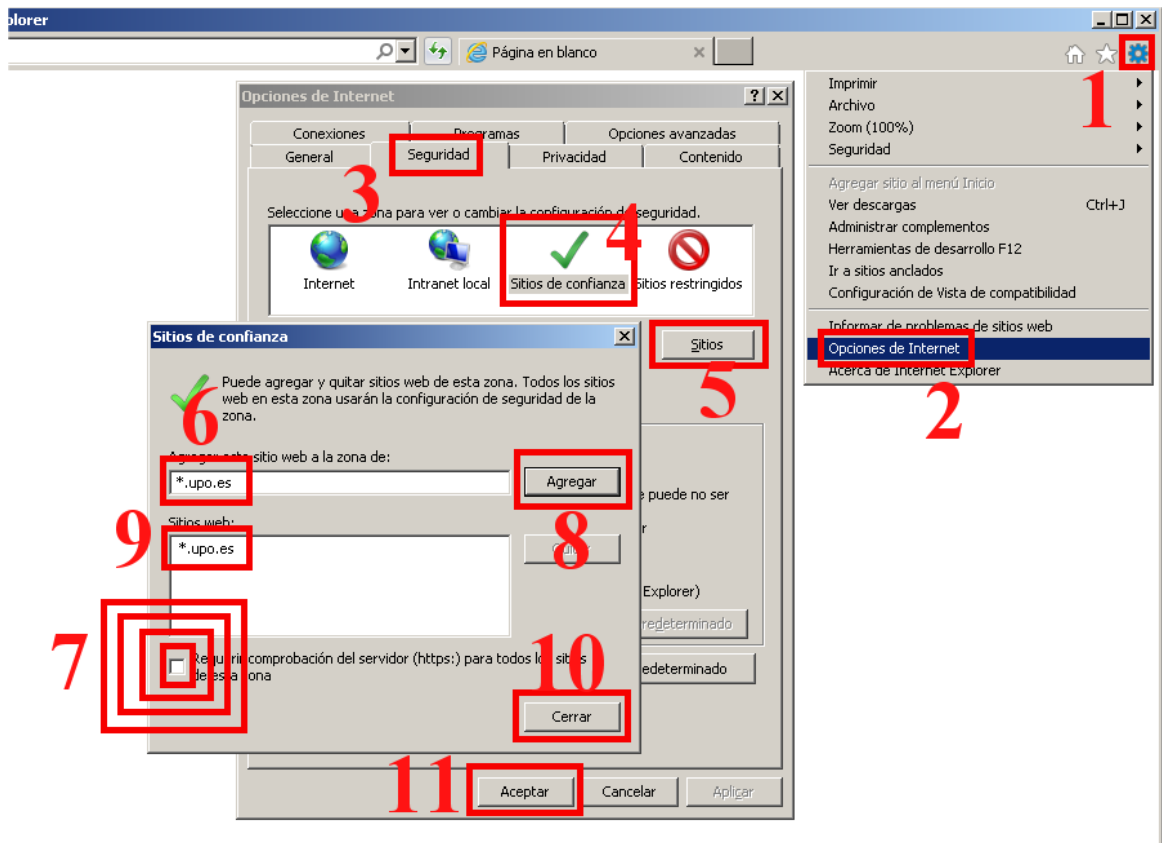 plorer
Página en blanco
1
Imprimir
Archivo
Zoom (100%)
Seguridad
Agregar sitio al menú Inicio
Ver descargas Ctrl+J
Administrar complementos
Herramientas de desarrollo F12
Ir a sitios anclados
Configuración de Vista de compatibilidad
Informar de problemas de sitios web
Opciones de Internet
Acerca de Internet Explorer
2
Opciones de Internet
Conexiones Programas Opciones avanzadas
General Seguridad Privacidad Contenido
3
Seleccione una zona para ver o cambiar la configuración de seguridad.
4
Internet Intranet local Sitios de confianza Sitios restringidos
Sitios
5
Sitios de confianza
Puede agregar y quitar sitios web de esta zona. Todos los sitios
web en esta zona usarán la configuración de seguridad de la
zona.
6
Agregar este sitio web a la zona de:
*.upo.es
Agregar
8
Sitios web:
9
*.upo.es
7
Requerir comprobación del servidor (https:) para todos los sitios
de esta zona
10
Cerrar
e puede no ser
r
Explorer)
redeterminado
edeterminado
11
Aceptar Cancelar Aplicar